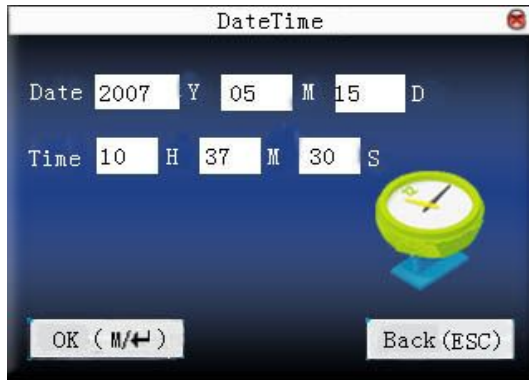 DateTime
Date 2007 Y 05 M 15 D
Time 10 H 37 M 30 S
OK (M/↵) Back(ESC)